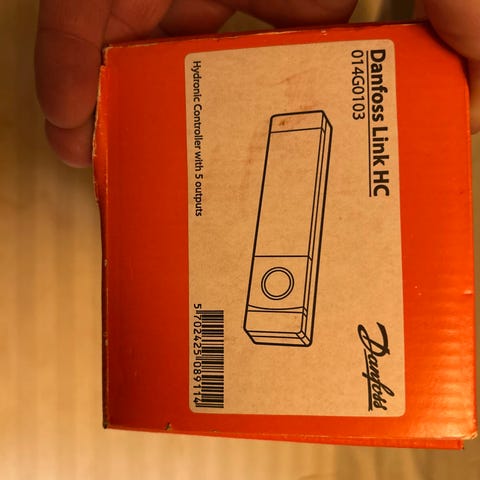 Danfoss Link HC
014G0103
Danfoss
Hydronic Controller with 5 outputs
5 702425 089114